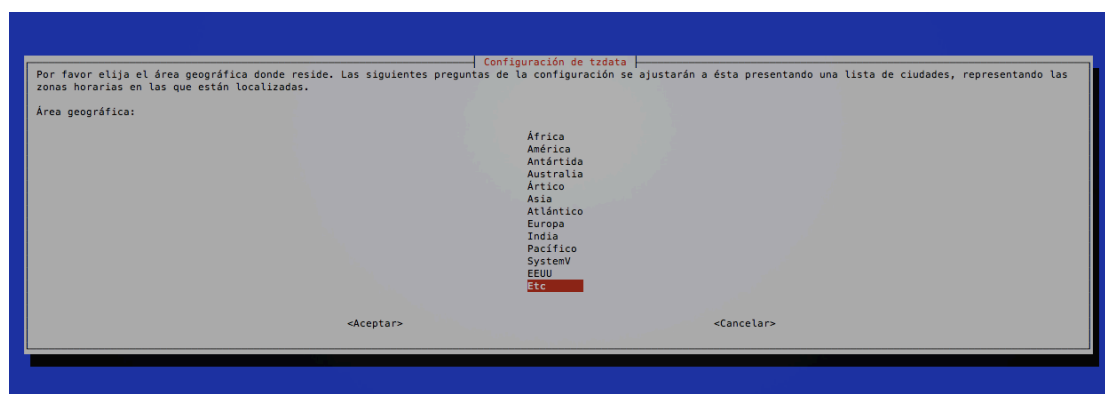 Configuración de tzdata
Por favor elija el área geográfica donde reside. Las siguientes preguntas de la configuración se ajustarán a ésta presentando una lista de ciudades, representando las
zonas horarias en las que están localizadas.
Área geográfica:
África
América
Antártida
Australia
Ártico
Asia
Atlántico
Europa
India
Pacífico
SystemV
EEUU
Etc
<Aceptar> <Cancelar>